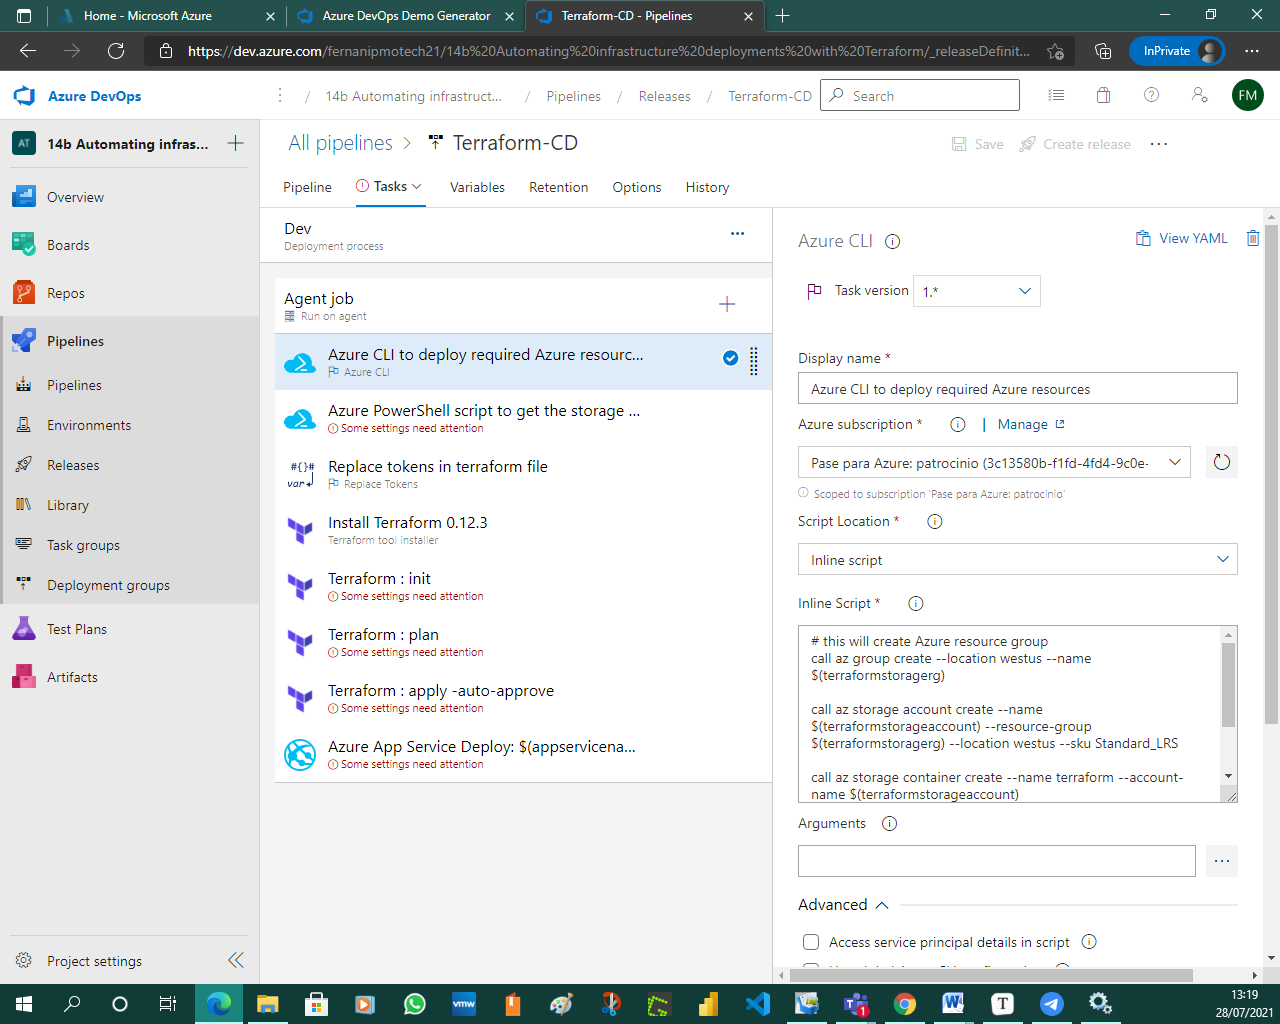 Home - Microsoft Azure
Azure DevOps Demo Generator
Terraform-CD - Pipelines
https://dev.azure.com/fernanipmotech21/14b%20Automating%20infrastructure%20deployments%20with%20Terraform/_releaseDefinit...
InPrivate
Azure DevOps
/ 14b Automating infrastruct... / Pipelines / Releases / Terraform-CD
Search
FM
AT
14b Automating infras...
Overview
Boards
Repos
Pipelines
Pipelines
Environments
Releases
Library
Task groups
Deployment groups
Test Plans
Artifacts
Project settings
All pipelines > Terraform-CD
Save
Create release
Pipeline
Tasks
Variables
Retention
Options
History
Dev
Deployment process
Agent job
Run on agent
Azure CLI to deploy required Azure resourc...
Azure CLI
Azure PowerShell script to get the storage ...
Some settings need attention
#{}#
var
Replace tokens in terraform file
Replace Tokens
Install Terraform 0.12.3
Terraform tool installer
Terraform : init
Some settings need attention
Terraform : plan
Some settings need attention
Terraform : apply -auto-approve
Some settings need attention
Azure App Service Deploy: $(appservicena...
Some settings need attention
Azure CLI
View YAML
Task version
1.*
Display name *
Azure CLI to deploy required Azure resources
Azure subscription *
| Manage
Pase para Azure: patrocinio (3c13580b-f1fd-4fd4-9c0e-
Scoped to subscription 'Pase para Azure: patrocinio'
Script Location *
Inline script
Inline Script *
# this will create Azure resource group
call az group create --location westus --name
$(terraformstoragerg)
call az storage account create --name
$(terraformstorageaccount) --resource-group
$(terraformstoragerg) --location westus --sku Standard_LRS
call az storage container create --name terraform --account-
name $(terraformstorageaccount)
Arguments
Advanced
Access service principal details in script
vmw
1
T
13:19
28/07/2021